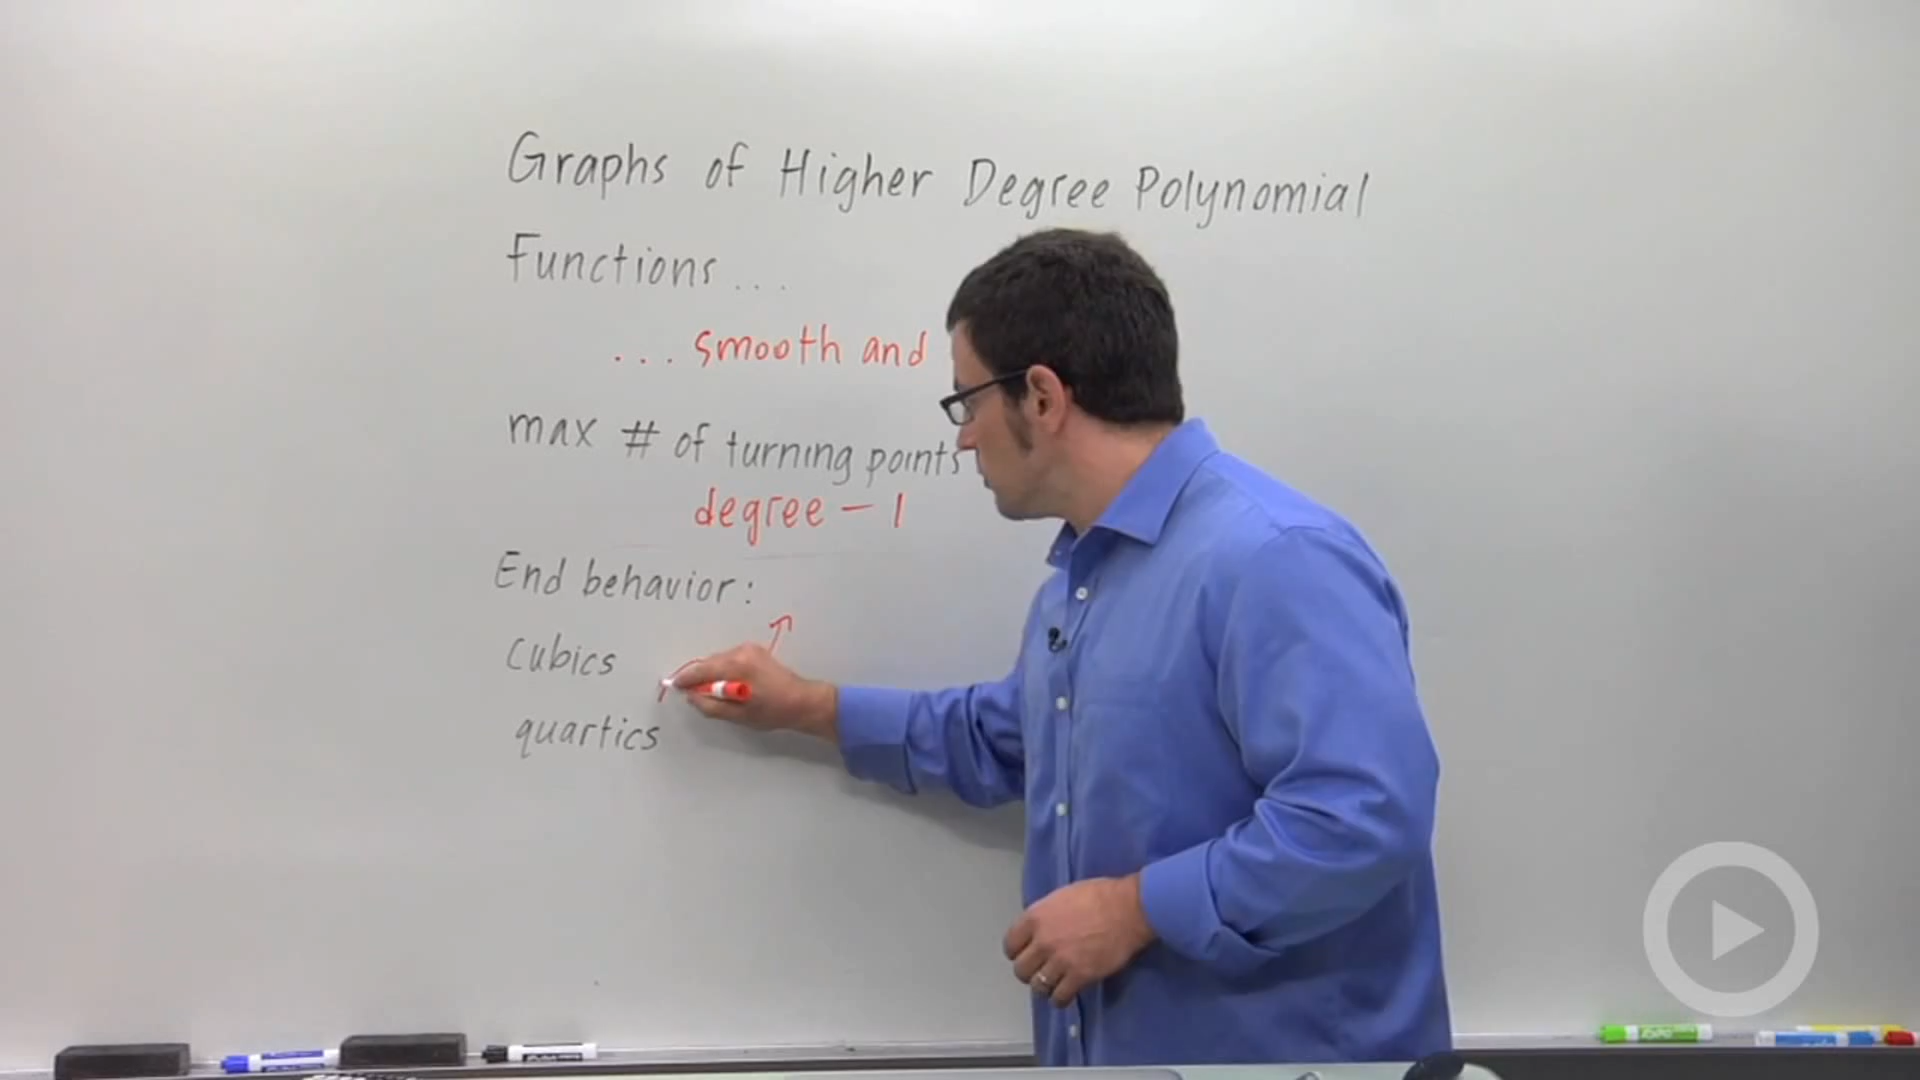 Graphs of Higher Degree Polynomial
Functions...
... smooth and
max # of turning points
degree – 1
End behavior:
cubics
quartics